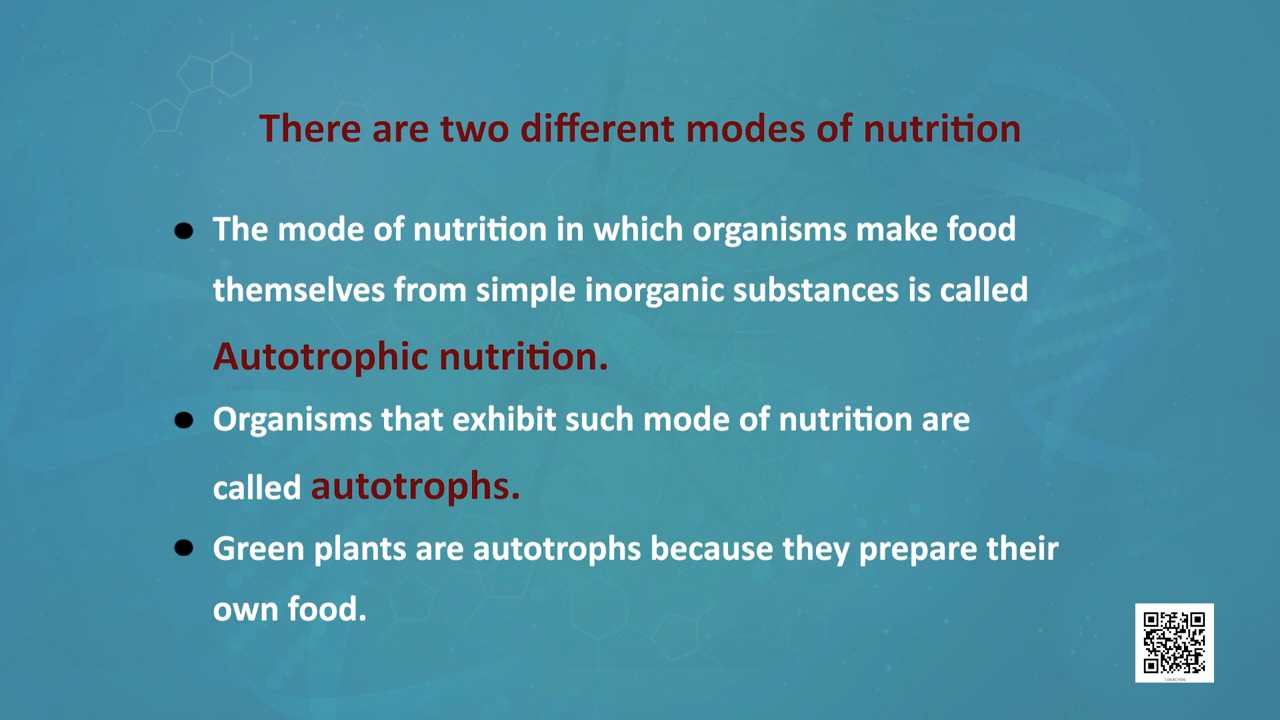 There are two different modes of nutrition
The mode of nutrition in which organisms make food
themselves from simple inorganic substances is called
Autotrophic nutrition.
Organisms that exhibit such mode of nutrition are
called autotrophs.
Green plants are autotrophs because they prepare their
own food.